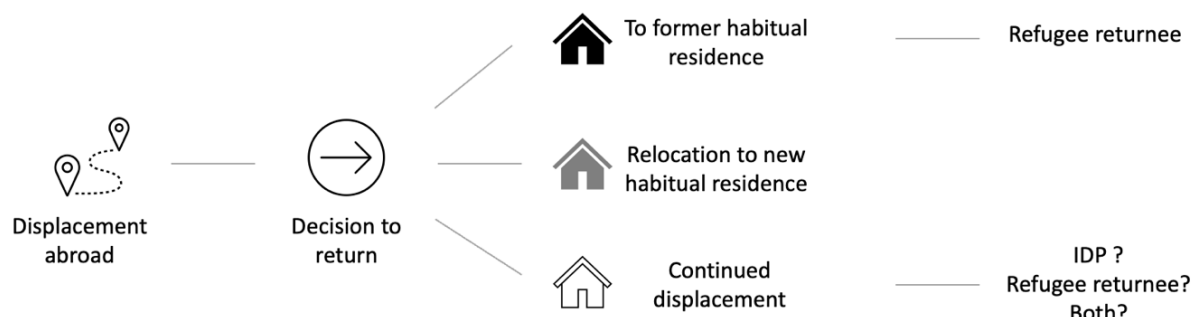 Displacement
abroad
Decision to
return
To former habitual
residence
Refugee returnee
Relocation to new
habitual residence
Continued
displacement
IDP ?
Refugee returnee?
Both?